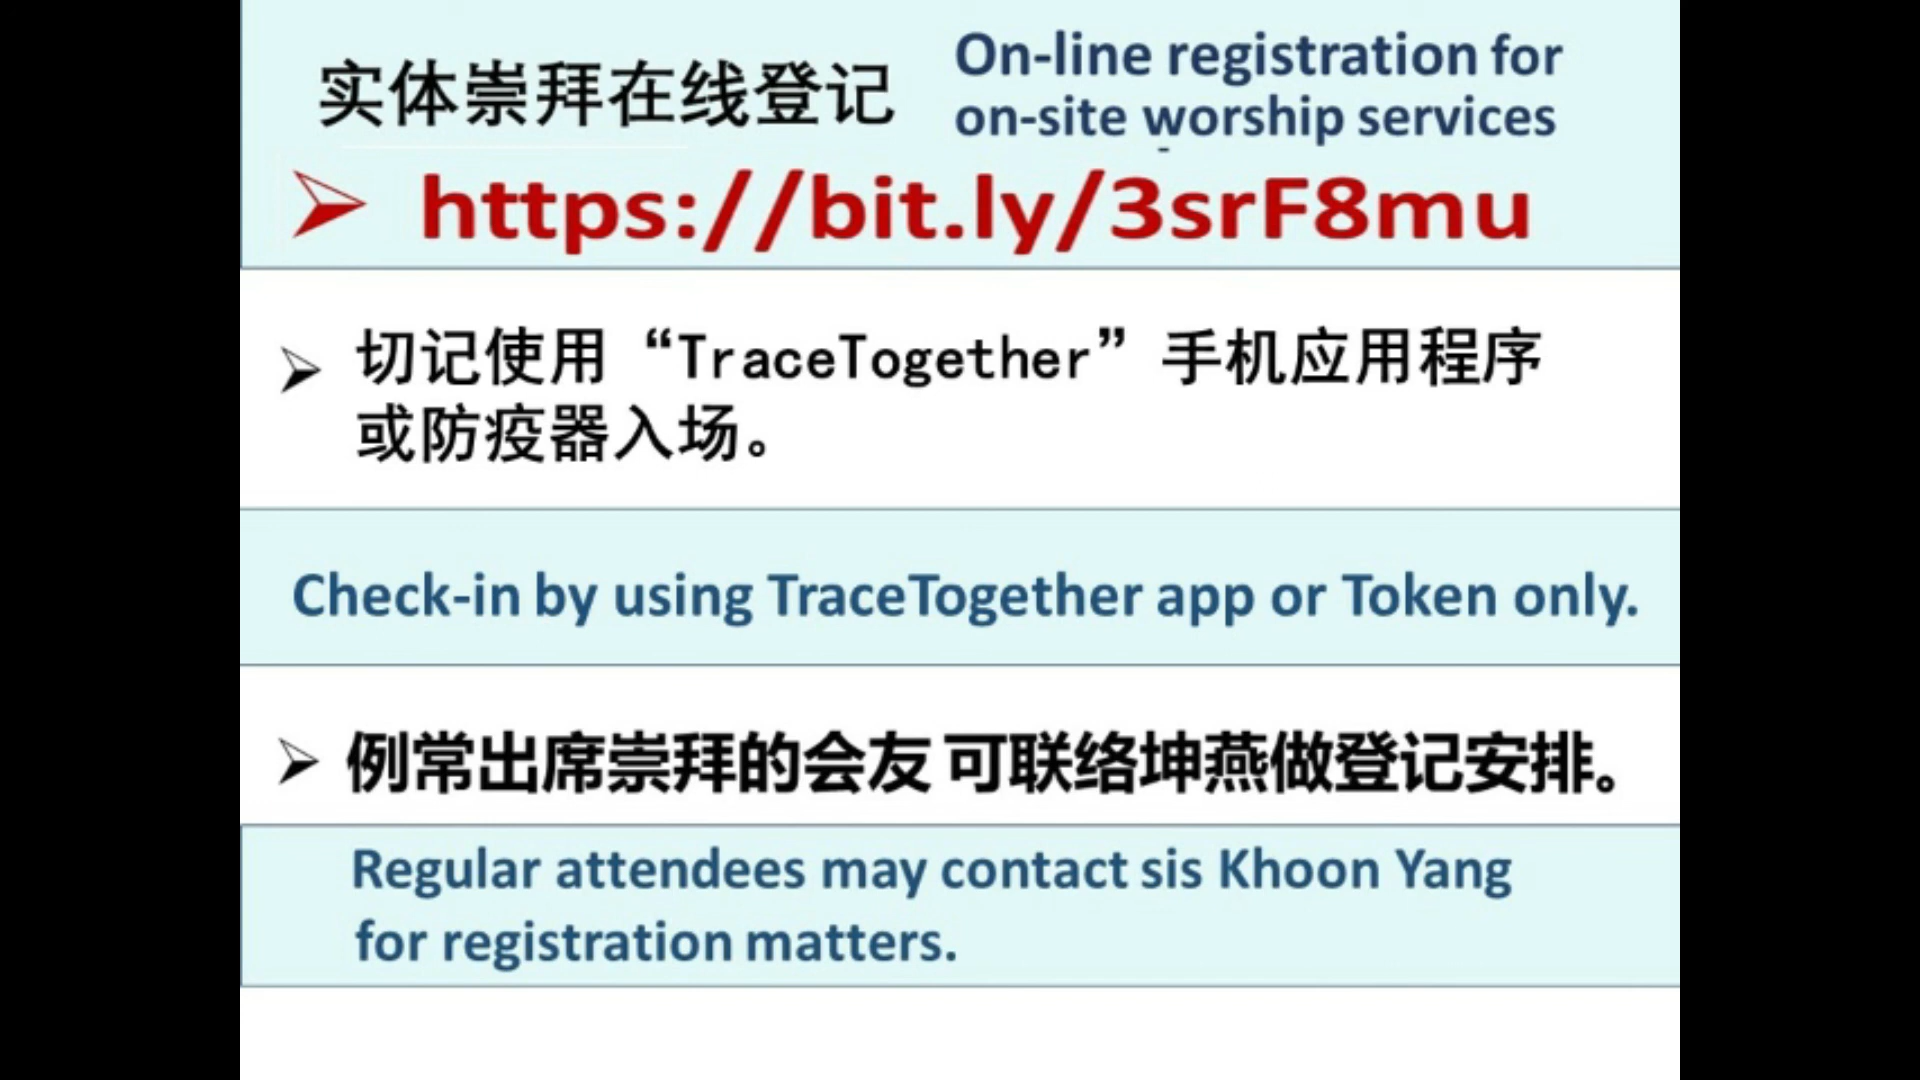 实体崇拜在线登记
On-line registration for
on-site worship services
https://bit.ly/3srF8mu
切记使用“TraceTogether”手机应用程序
或防疫器入场。
Check-in by using TraceTogether app or Token only.
例常出席崇拜的会友 可联络坤燕做登记安排。
Regular attendees may contact sis Khoon Yang
for registration matters.